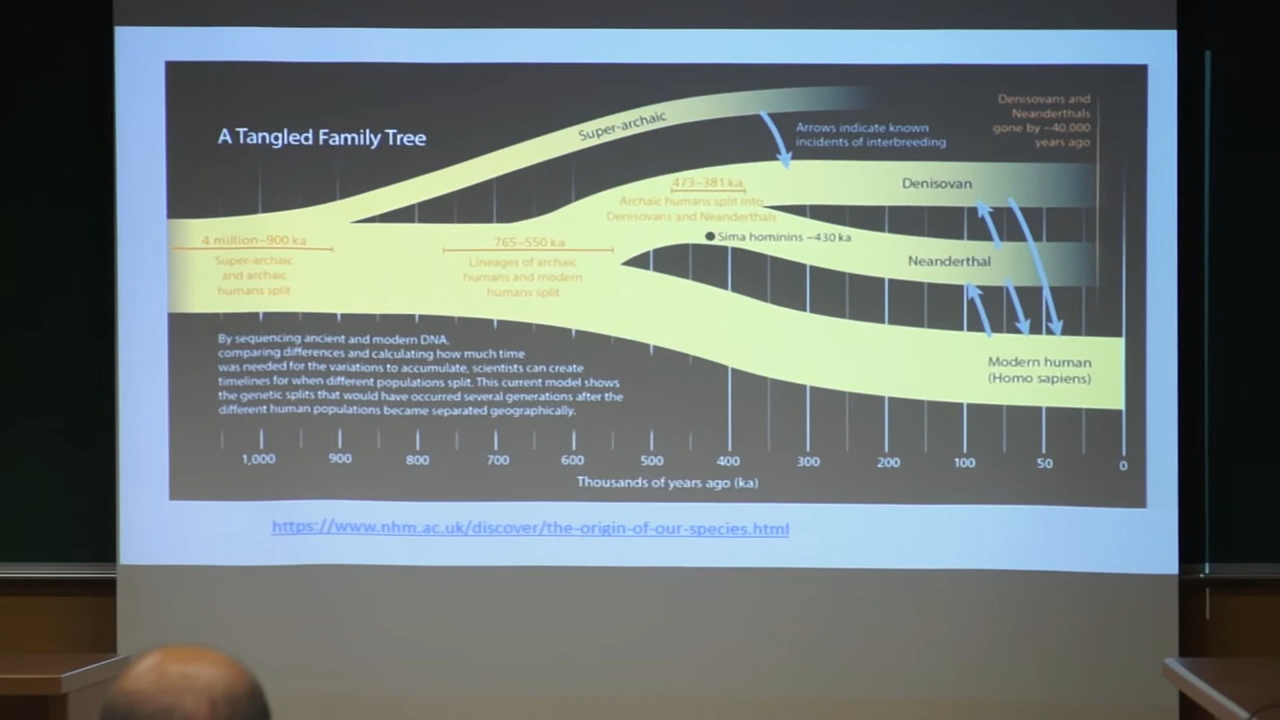 A Tangled Family Tree
Super-archaic
Arrows indicate known
incidents of interbreeding
Denisovans and
Neanderthals
gone by ~40,000
years ago
473–381 ka
Archaic humans split into
Denisovans and Neanderthals
Denisovan
Sima hominins ~430 ka
4 million–900 ka
Super-archaic
and archaic
humans split
765–550 ka
Lineages of archaic
humans and modern
humans split
Neanderthal
By sequencing ancient and modern DNA,
comparing differences and calculating how much time
was needed for the variations to accumulate, scientists can create
timelines for when different populations split. This current model shows
the genetic splits that would have occurred several generations after the
different human populations became separated geographically.
Modern human
(Homo sapiens)
1,000 900 800 700 600 500 400 300 200 100 50 0
Thousands of years ago (ka)
https://www.nhm.ac.uk/discover/the-origin-of-our-species.html